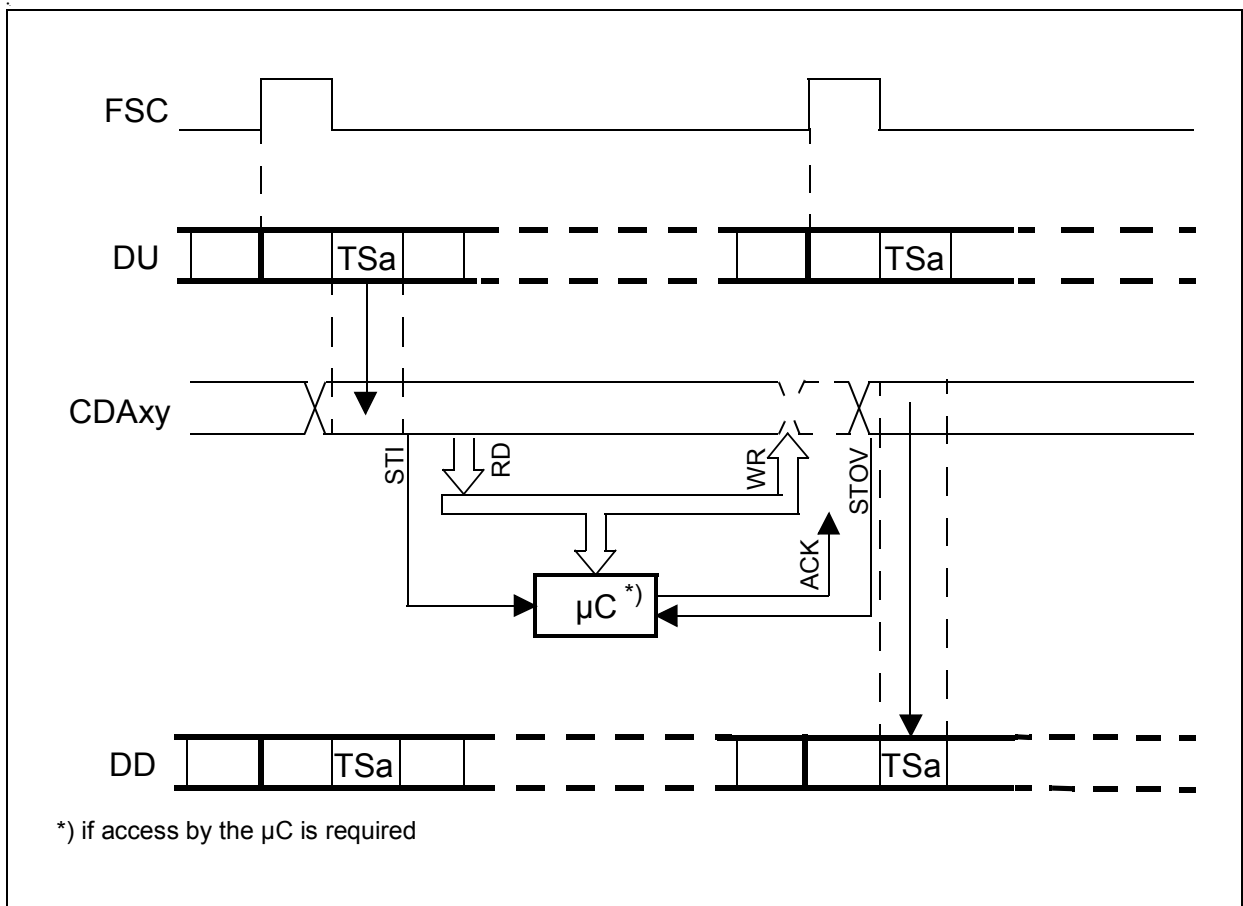 FSC
DU
TSa
TSa
CDAxy
STI
RD
WR
STOV
ACK
µC *)
DD
TSa
TSa
*) if access by the µC is required